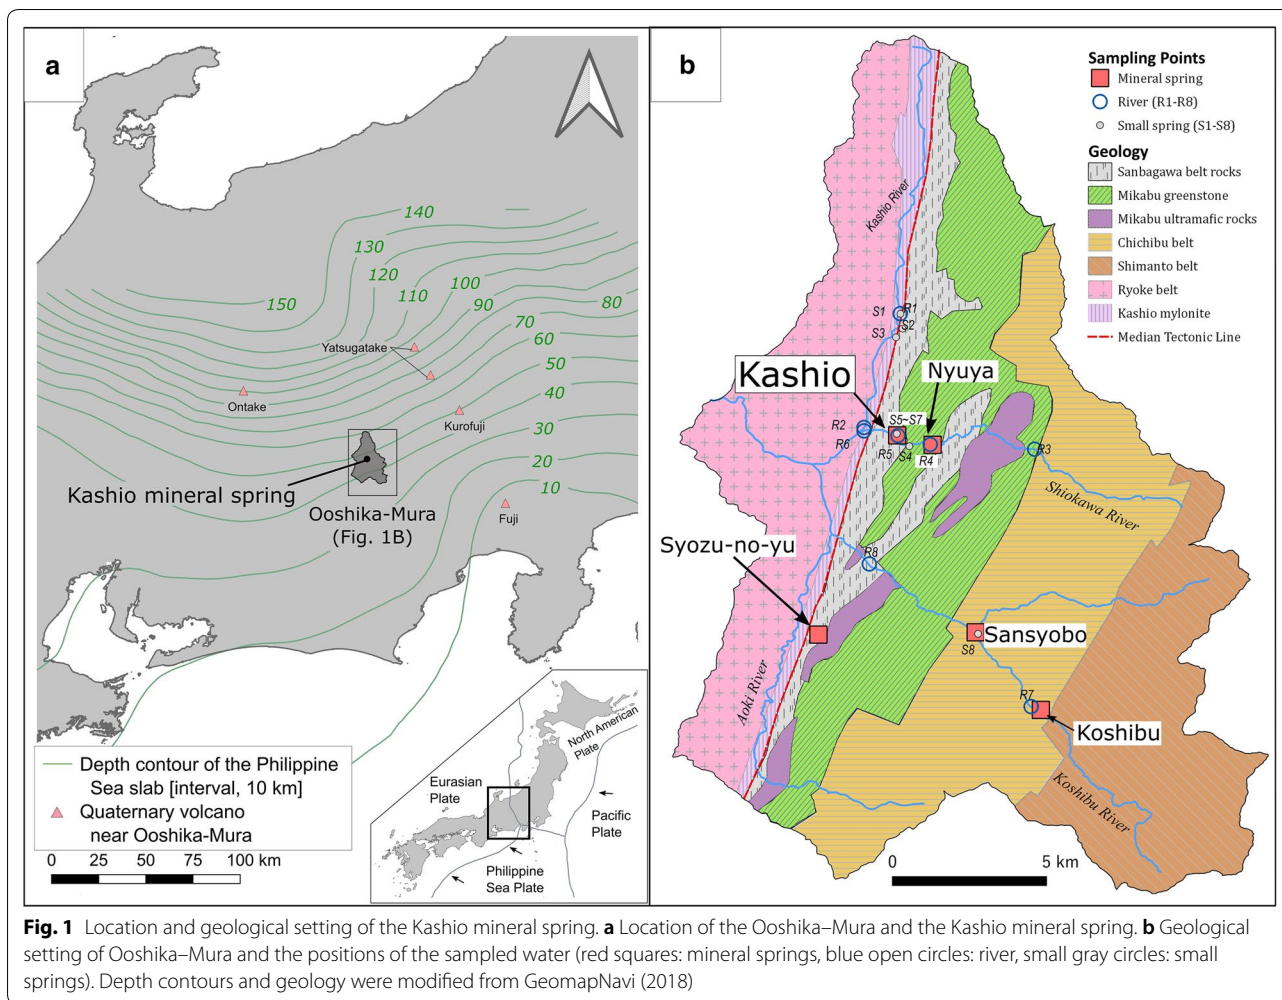 a
140
130
120
110
100
90
80
70
60
50
40
30
20
10
150
Yatsugatake
Ontake
Kurofuji
Kashio mineral spring
Ooshika-Mura
(Fig. 1B)
Fuji
Depth contour of the Philippine
Sea slab [interval, 10 km]
Quaternary volcano
near Ooshika-Mura
0 25 50 75 100 km
North American
Plate
Eurasian
Plate
Pacific
Plate
Philippine
Sea Plate
b
Sampling Points
Mineral spring
River (R1-R8)
Small spring (S1-S8)
Geology
Sanbagawa belt rocks
Mikabu greenstone
Mikabu ultramafic rocks
Chichibu belt
Shimanto belt
Ryoke belt
Kashio mylonite
Median Tectonic Line
Kashio River
S1
R1
S2
S3
Kashio
Nyuya
S5~S7
R2
R6
R5
S4
R4
R3
Shiokawa River
Syozu-no-yu
R8
Sansyobo
S8
Aoki River
R7
Koshibu
Koshibu River
0 5 km
Fig. 1 Location and geological setting of the Kashio mineral spring. a Location of the Ooshika–Mura and the Kashio mineral spring. b Geological
setting of Ooshika–Mura and the positions of the sampled water (red squares: mineral springs, blue open circles: river, small gray circles: small
springs). Depth contours and geology were modified from GeomapNavi (2018)